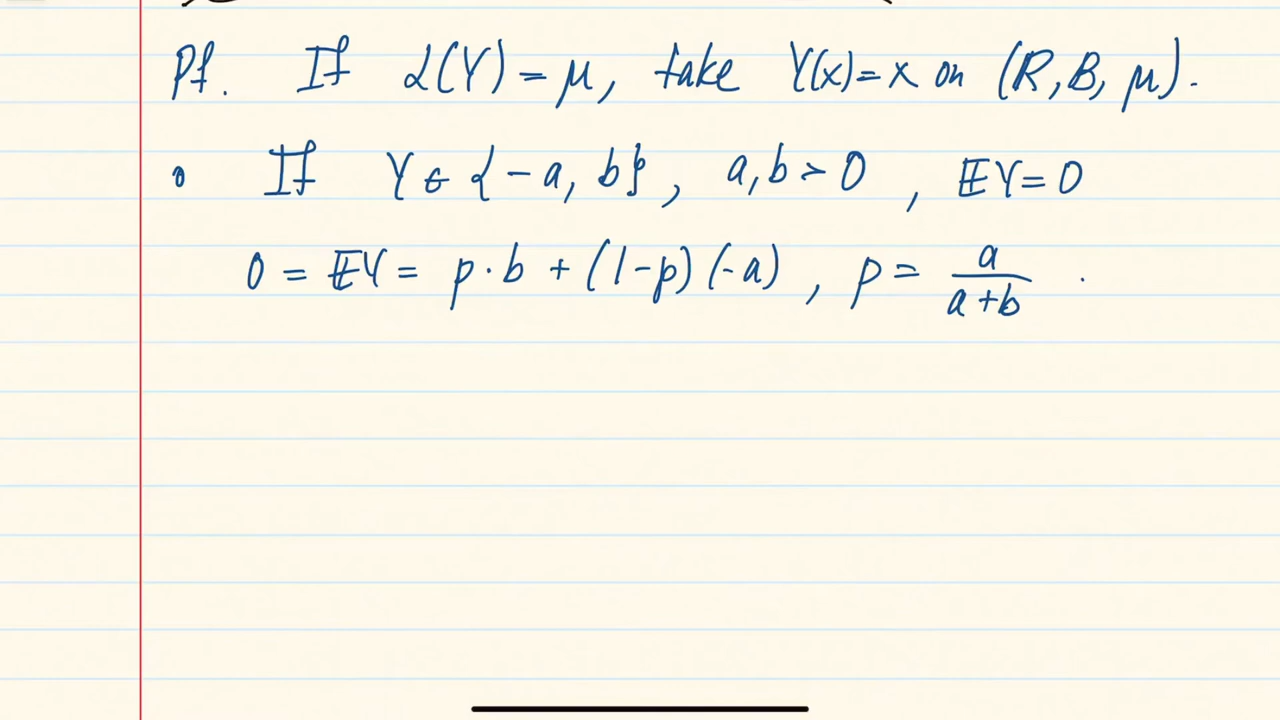 Pf. If ℒ(Y) = μ, take Y(x) = x on (ℝ, B, μ).
• If Y ∈ {-a, b}, a, b > 0, 𝔼Y = 0
0 = 𝔼Y = p · b + (1-p)(-a), p = a/(a+b).